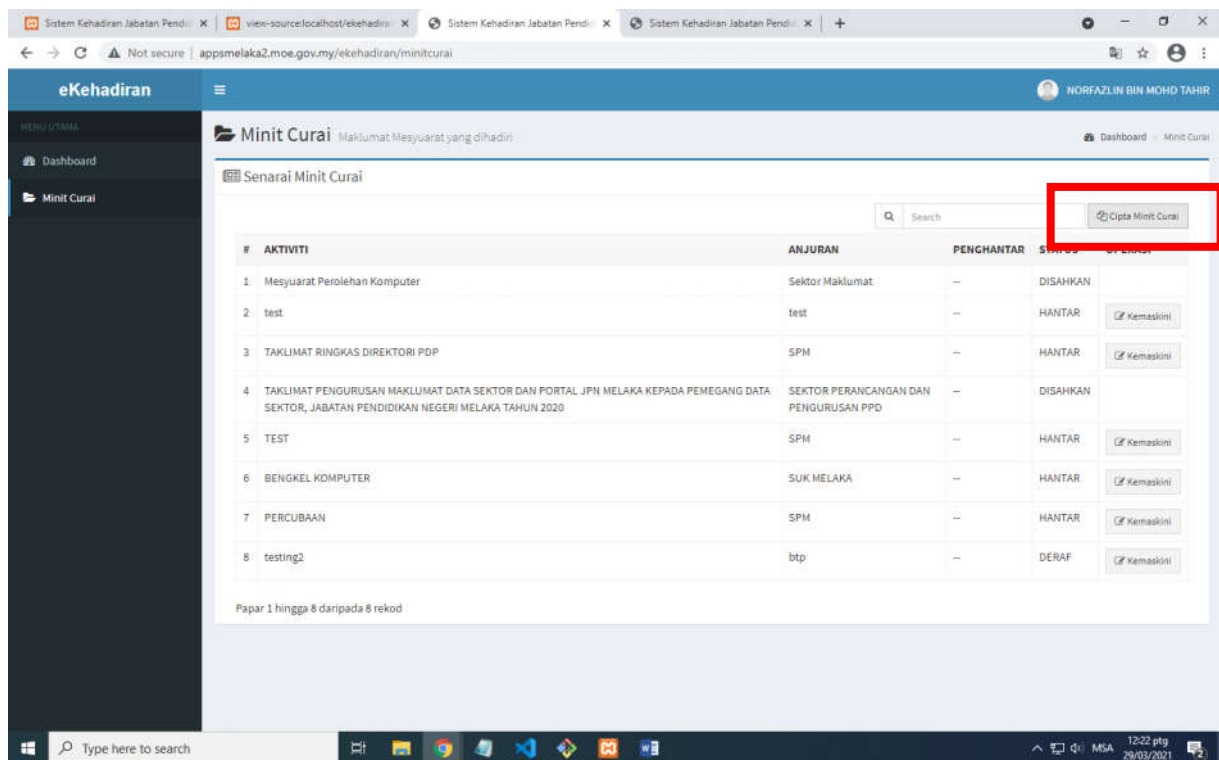 Sistem Kehadiran Jabatan Pendi
view-source:localhost/ekehadira
Sistem Kehadiran Jabatan Pendi
Sistem Kehadiran Jabatan Pendi
Not secure appsmelaka2.moe.gov.my/ekehadiran/minitcurai
eKehadiran
NORFAZLIN BIN MOHD TAHIR
MENU UTAMA
Dashboard
Minit Curai
Minit Curai Maklumat Mesyuarat yang dihadiri
Dashboard Minit Curai
Senarai Minit Curai
Search
Cipta Minit Curai
# AKTIVITI ANJURAN PENGHANTAR STATUS OPERASI
1 Mesyuarat Perolehan Komputer Sektor Maklumat -- DISAHKAN
2 test test -- HANTAR Kemaskini
3 TAKLIMAT RINGKAS DIREKTORI PDP SPM -- HANTAR Kemaskini
4 TAKLIMAT PENGURUSAN MAKLUMAT DATA SEKTOR DAN PORTAL JPN MELAKA KEPADA PEMEGANG DATA SEKTOR PERANCANGAN DAN -- DISAHKAN
SEKTOR, JABATAN PENDIDIKAN NEGERI MELAKA TAHUN 2020 PENGURUSAN PPD
5 TEST SPM -- HANTAR Kemaskini
6 BENGKEL KOMPUTER SUK MELAKA -- HANTAR Kemaskini
7 PERCUBAAN SPM -- HANTAR Kemaskini
8 testing2 btp -- DERAF Kemaskini
Papar 1 hingga 8 daripada 8 rekod
Type here to search
MSA
12:22 ptg
29/03/2021
2